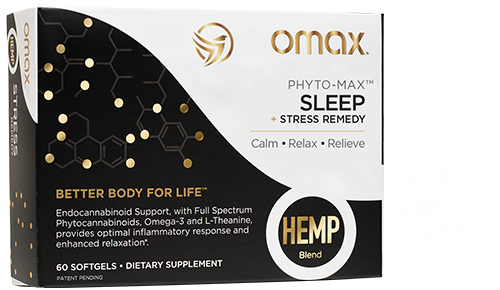 omax®
PHYTO-MAX™
SLEEP
+ STRESS REMEDY
Calm • Relax • Relieve
BETTER BODY FOR LIFE™
Endocannabinoid Support, with Full Spectrum
Phytocannabinoids, Omega-3 and L-Theanine,
provides optimal inflammatory response and
enhanced relaxation*.
60 SOFTGELS • DIETARY SUPPLEMENT
PATENT PENDING
HEMP
Blend
omax
HEMP
STRESS
REMEDY